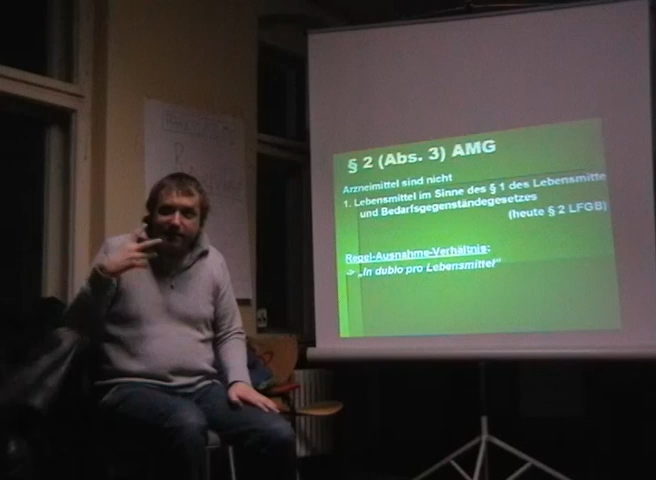 § 2 (Abs. 3) AMG
Arzneimittel sind nicht
1. Lebensmittel im Sinne des § 1 des Lebensmitte
und Bedarfsgegenständegesetzes
(heute § 2 LFGB)
Regel-Ausnahme-Verhältnis:
-> „In dubio pro Lebensmittel“